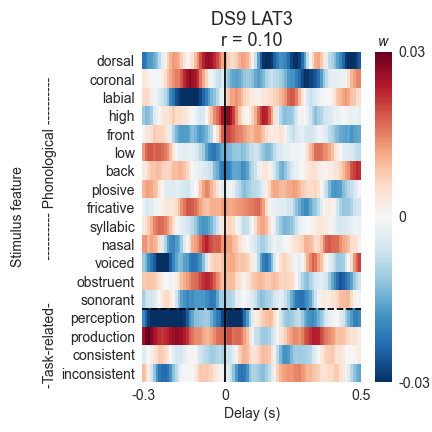 DS9 LAT3
r = 0.10
w
Stimulus feature
---------- Phonological ----------
-Task-related-
dorsal
coronal
labial
high
front
low
back
plosive
fricative
syllabic
nasal
voiced
obstruent
sonorant
perception
production
consistent
inconsistent
0.03
0
-0.03
-0.3
0
0.5
Delay (s)